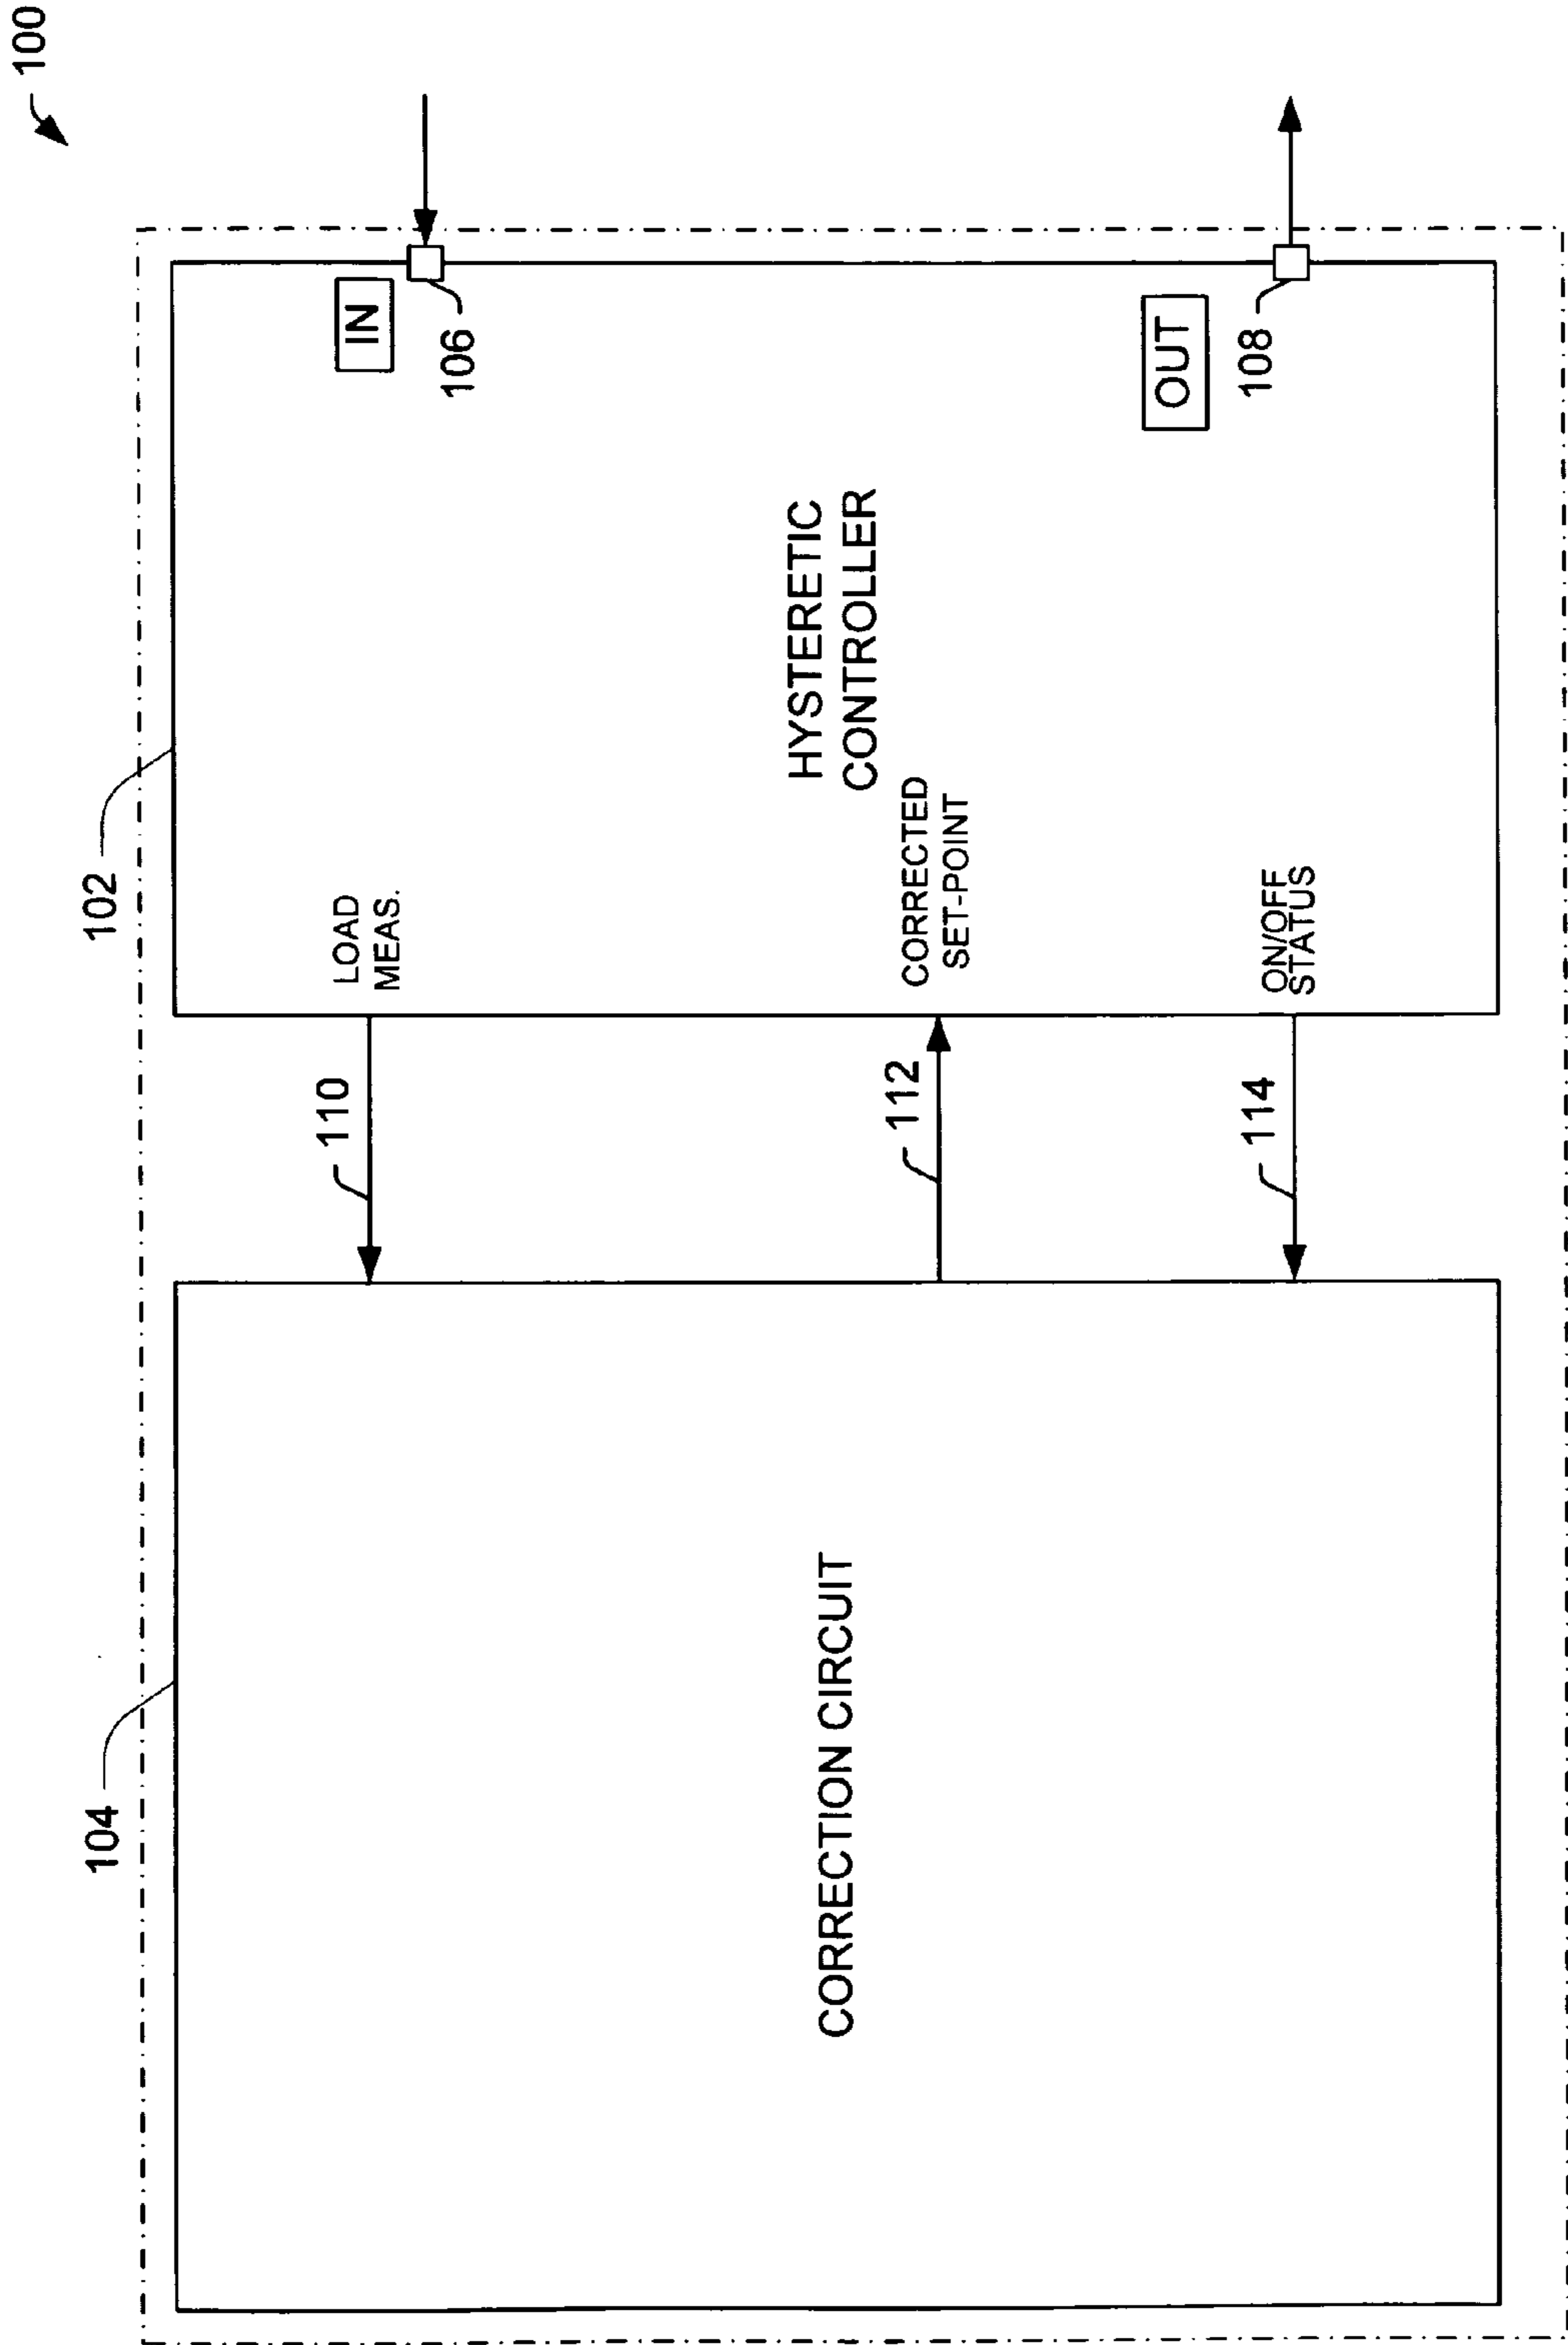 100
102
104
IN
106
OUT
108
HYSTERETIC
CONTROLLER
LOAD
MEAS.
CORRECTED
SET-POINT
ON/OFF
STATUS
110
112
114
CORRECTION CIRCUIT